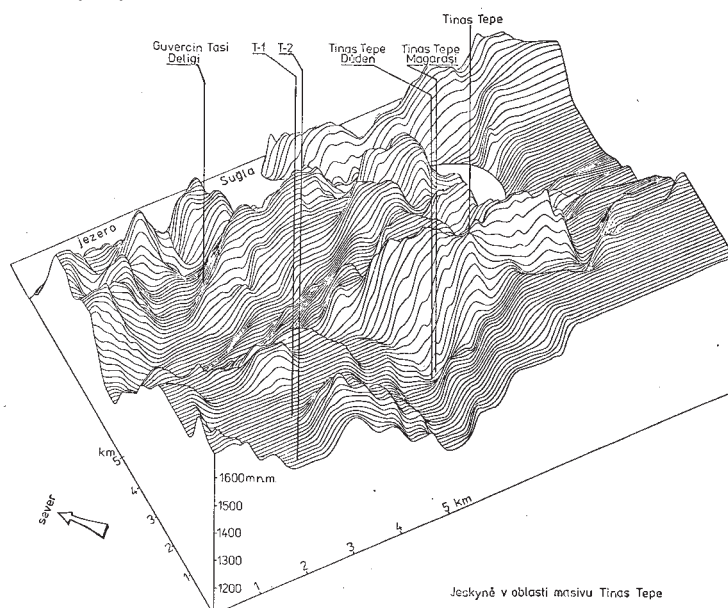 Tinas Tepe
Guvercin Tasi
Deligi
T-1 T-2
Tinas Tepe
Düden
Tinas Tepe
Magarasi
jezero Sugla
km
5
4
3
2
1
sever
1600 m n.m.
1500
1400
1300
1200
1
2
3
4
5 km
Jeskyně v oblasti masivu Tinas Tepe